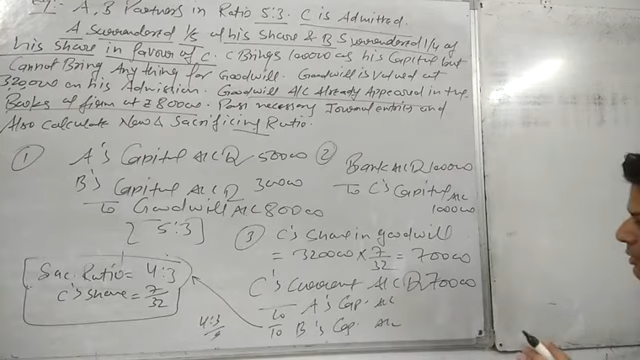 Eg: A, B Partners in Ratio 5:3. C is Admitted.
A Surrendered 1/5 of his Share & B Surrendered 1/4 of
his share in favour of C. C Brings 100000 as his Capital but
Cannot Bring Any thing for Goodwill. Goodwill is Valued at
320000 on his Admission. Goodwill A/c Already Appeared in the
Books of firm at ₹ 80000. Pass necessary Journal entries and
Also Calculate New & Sacrificing Ratio.
① A's Capital A/C Dr 50000
B's Capital A/C Dr 30000
To Goodwill A/C 80000
[5:3]
② Bank A/C Dr 100000
To C's Capital A/c
100000
③ C's Share in goodwill
= 320000 × 7/32 = 70000
C's Current A/C Dr 70000
To A's Cap. A/c
To B's Cap. A/c
Sac. Ratio = 4:3
C's Share = 7/32
4:3